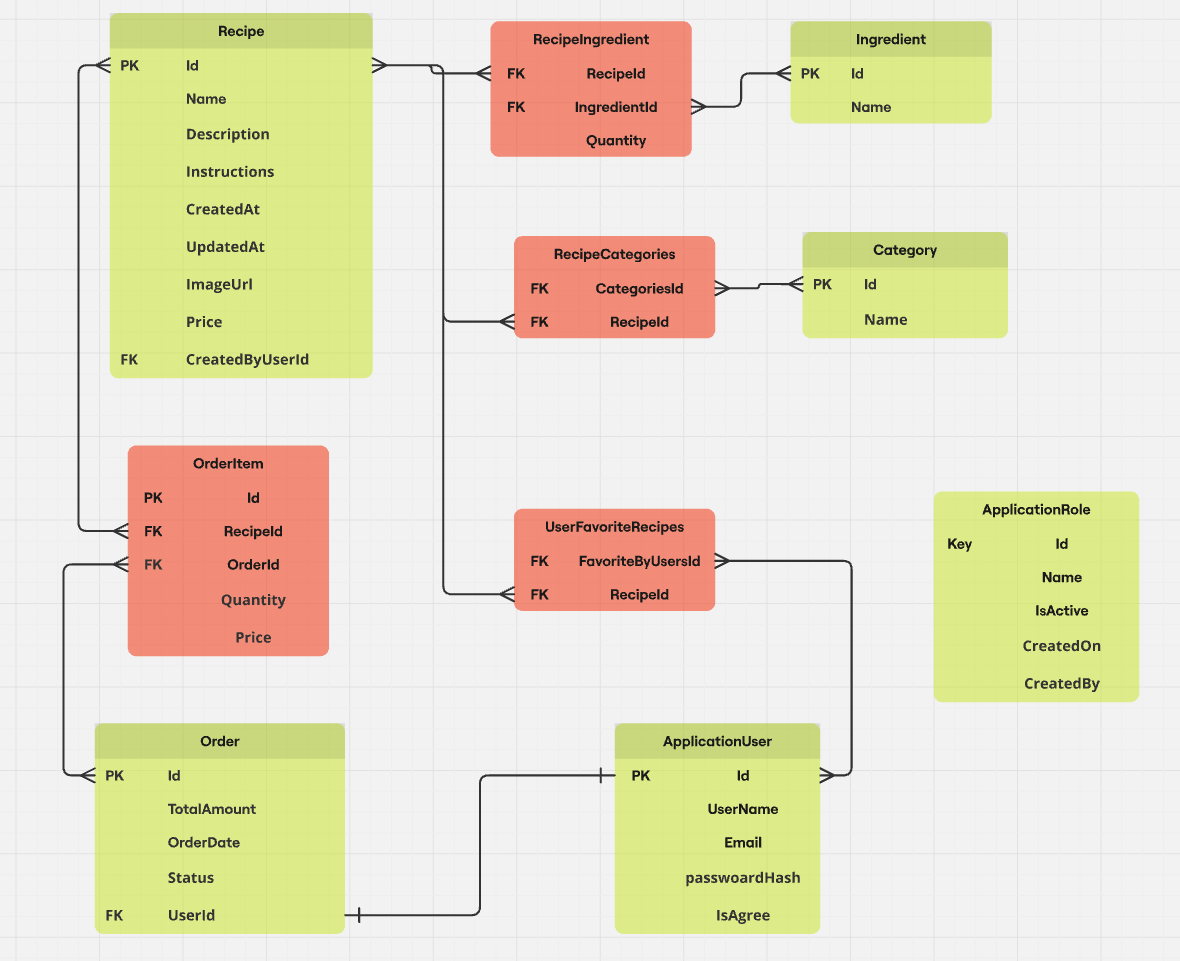 Recipe
PK Id
Name
Description
Instructions
CreatedAt
UpdatedAt
ImageUrl
Price
FK CreatedByUserId
RecipeIngredient
FK RecipeId
FK IngredientId
Quantity
Ingredient
PK Id
Name
RecipeCategories
FK CategoriesId
FK RecipeId
Category
PK Id
Name
OrderItem
PK Id
FK RecipeId
FK OrderId
Quantity
Price
UserFavoriteRecipes
FK FavoriteByUsersId
FK RecipeId
ApplicationRole
Key Id
Name
IsActive
CreatedOn
CreatedBy
Order
PK Id
TotalAmount
OrderDate
Status
FK UserId
ApplicationUser
PK Id
UserName
Email
passwoardHash
IsAgree